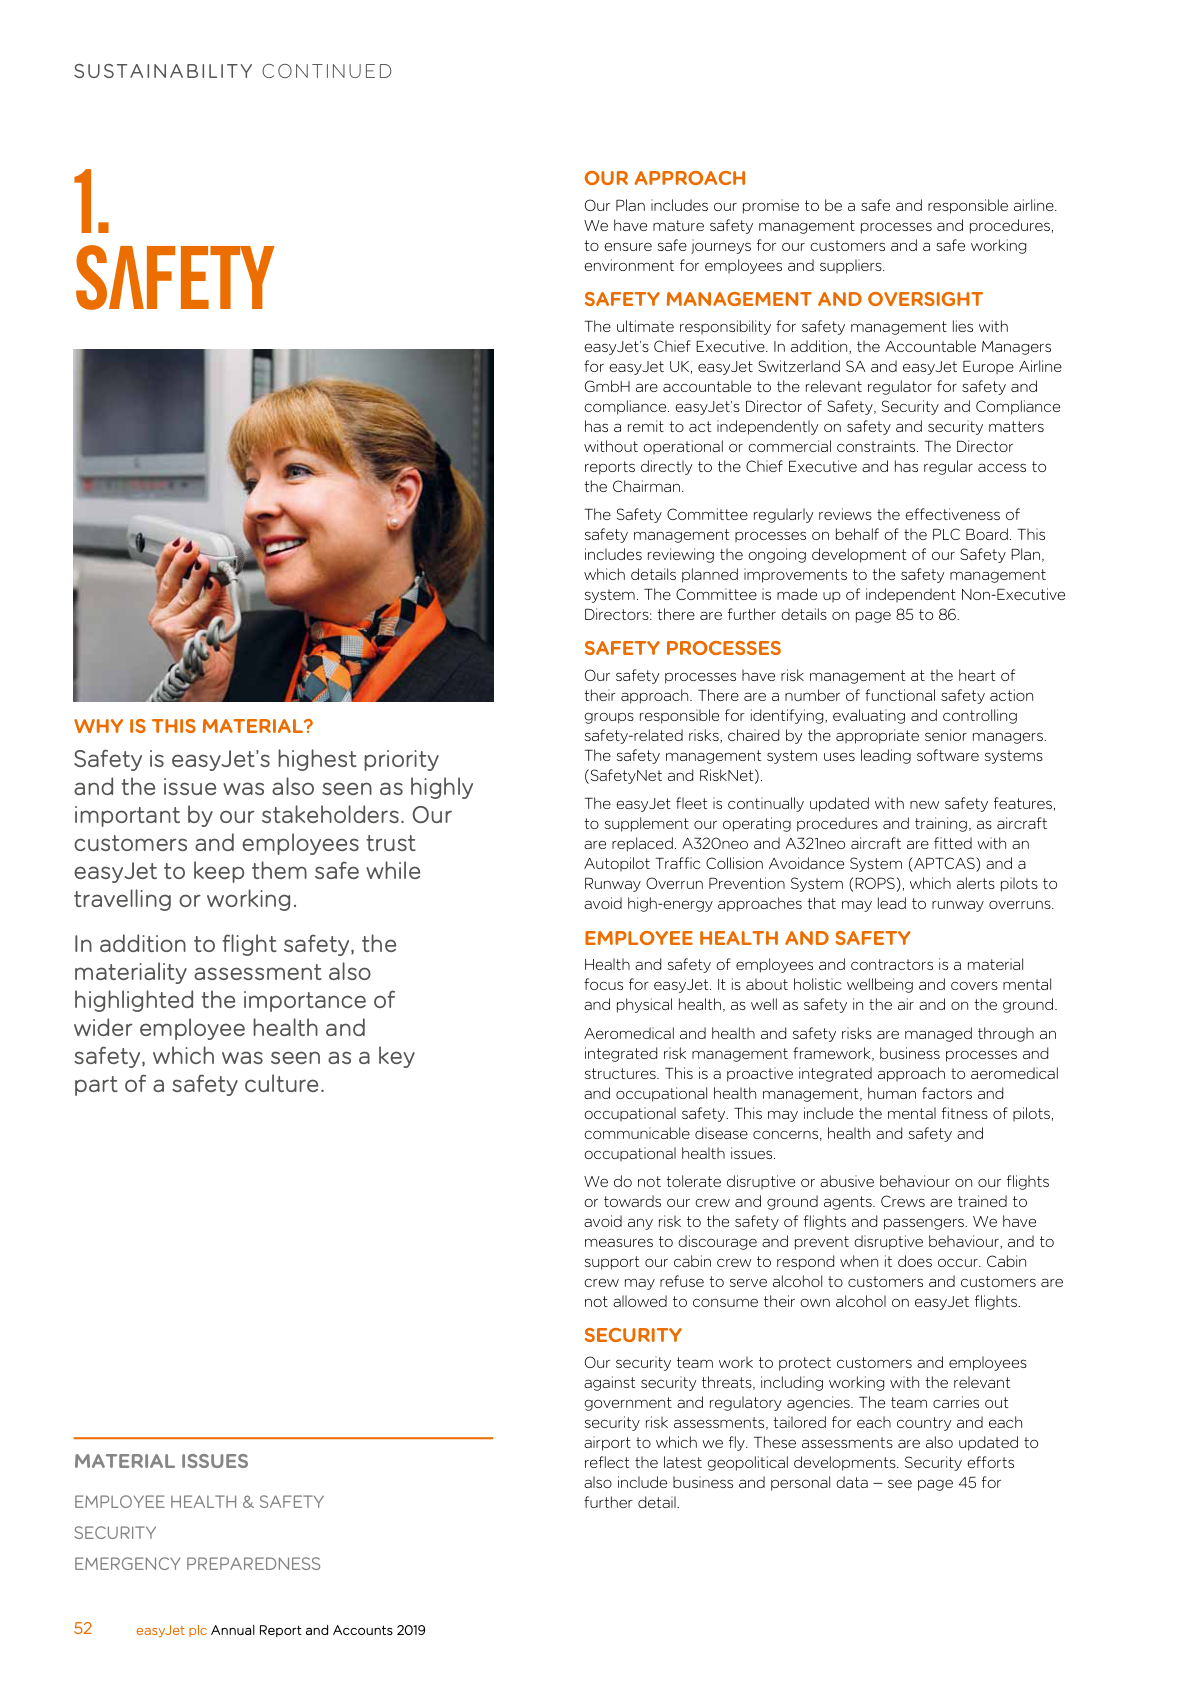 SUSTAINABILITY CONTINUED
1.
SAFETY
WHY IS THIS MATERIAL?
Safety is easyJet’s highest priority
and the issue was also seen as highly
important by our stakeholders. Our
customers and employees trust
easyJet to keep them safe while
travelling or working.
In addition to flight safety, the
materiality assessment also
highlighted the importance of
wider employee health and
safety, which was seen as a key
part of a safety culture.
MATERIAL ISSUES
EMPLOYEE HEALTH & SAFETY
SECURITY
EMERGENCY PREPAREDNESS
OUR APPROACH
Our Plan includes our promise to be a safe and responsible airline.
We have mature safety management processes and procedures,
to ensure safe journeys for our customers and a safe working
environment for employees and suppliers.
SAFETY MANAGEMENT AND OVERSIGHT
The ultimate responsibility for safety management lies with
easyJet’s Chief Executive. In addition, the Accountable Managers
for easyJet UK, easyJet Switzerland SA and easyJet Europe Airline
GmbH are accountable to the relevant regulator for safety and
compliance. easyJet’s Director of Safety, Security and Compliance
has a remit to act independently on safety and security matters
without operational or commercial constraints. The Director
reports directly to the Chief Executive and has regular access to
the Chairman.
The Safety Committee regularly reviews the effectiveness of
safety management processes on behalf of the PLC Board. This
includes reviewing the ongoing development of our Safety Plan,
which details planned improvements to the safety management
system. The Committee is made up of independent Non-Executive
Directors: there are further details on page 85 to 86.
SAFETY PROCESSES
Our safety processes have risk management at the heart of
their approach. There are a number of functional safety action
groups responsible for identifying, evaluating and controlling
safety-related risks, chaired by the appropriate senior managers.
The safety management system uses leading software systems
(SafetyNet and RiskNet).
The easyJet fleet is continually updated with new safety features,
to supplement our operating procedures and training, as aircraft
are replaced. A320neo and A321neo aircraft are fitted with an
Autopilot Traffic Collision Avoidance System (APTCAS) and a
Runway Overrun Prevention System (ROPS), which alerts pilots to
avoid high-energy approaches that may lead to runway overruns.
EMPLOYEE HEALTH AND SAFETY
Health and safety of employees and contractors is a material
focus for easyJet. It is about holistic wellbeing and covers mental
and physical health, as well as safety in the air and on the ground.
Aeromedical and health and safety risks are managed through an
integrated risk management framework, business processes and
structures. This is a proactive integrated approach to aeromedical
and occupational health management, human factors and
occupational safety. This may include the mental fitness of pilots,
communicable disease concerns, health and safety and
occupational health issues.
We do not tolerate disruptive or abusive behaviour on our flights
or towards our crew and ground agents. Crews are trained to
avoid any risk to the safety of flights and passengers. We have
measures to discourage and prevent disruptive behaviour, and to
support our cabin crew to respond when it does occur. Cabin
crew may refuse to serve alcohol to customers and customers are
not allowed to consume their own alcohol on easyJet flights.
SECURITY
Our security team work to protect customers and employees
against security threats, including working with the relevant
government and regulatory agencies. The team carries out
security risk assessments, tailored for each country and each
airport to which we fly. These assessments are also updated to
reflect the latest geopolitical developments. Security efforts
also include business and personal data – see page 45 for
further detail.
52 easyJet plc Annual Report and Accounts 2019